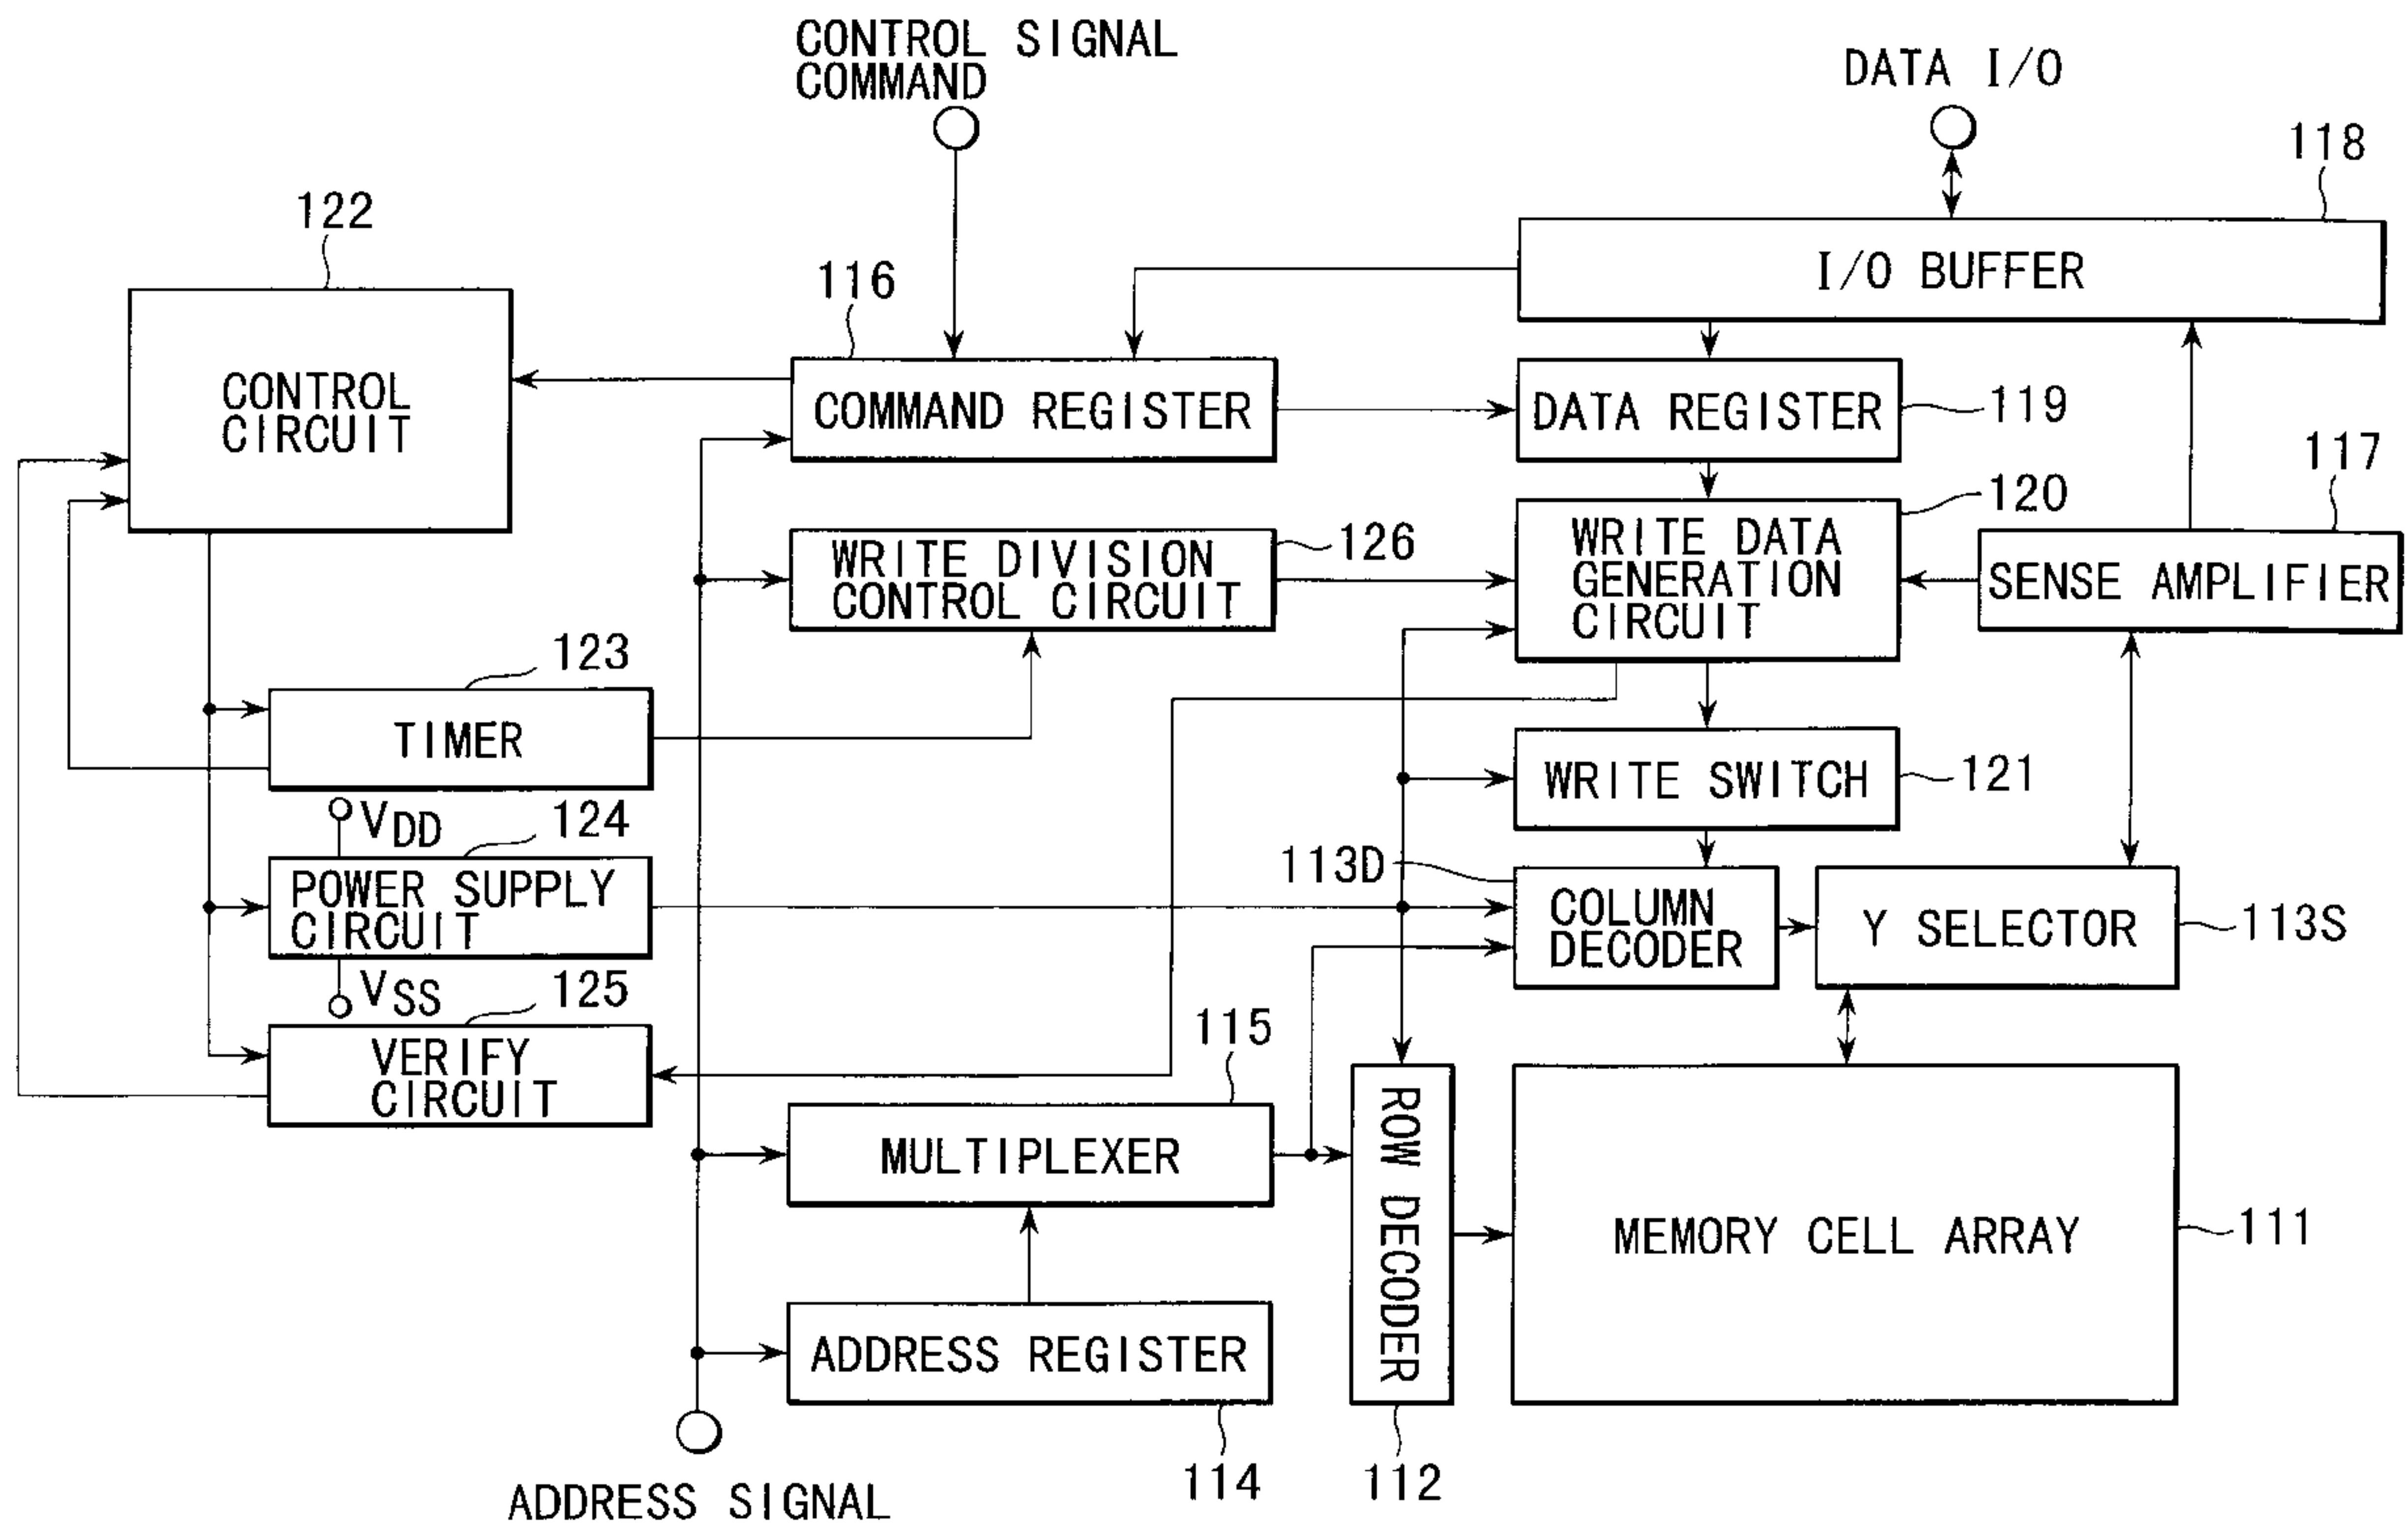 CONTROL SIGNAL
COMMAND
DATA I/O
118
122
I/O BUFFER
116
CONTROL
CIRCUIT
COMMAND REGISTER
DATA REGISTER
119
117
120
WRITE DIVISION
CONTROL CIRCUIT
126
WRITE DATA
GENERATION
CIRCUIT
SENSE AMPLIFIER
123
TIMER
WRITE SWITCH
121
VDD
124
113D
POWER SUPPLY
CIRCUIT
COLUMN
DECODER
Y SELECTOR
113S
VSS
125
115
VERIFY
CIRCUIT
MULTIPLEXER
ROW DECODER
MEMORY CELL ARRAY
111
ADDRESS REGISTER
114
112
ADDRESS SIGNAL